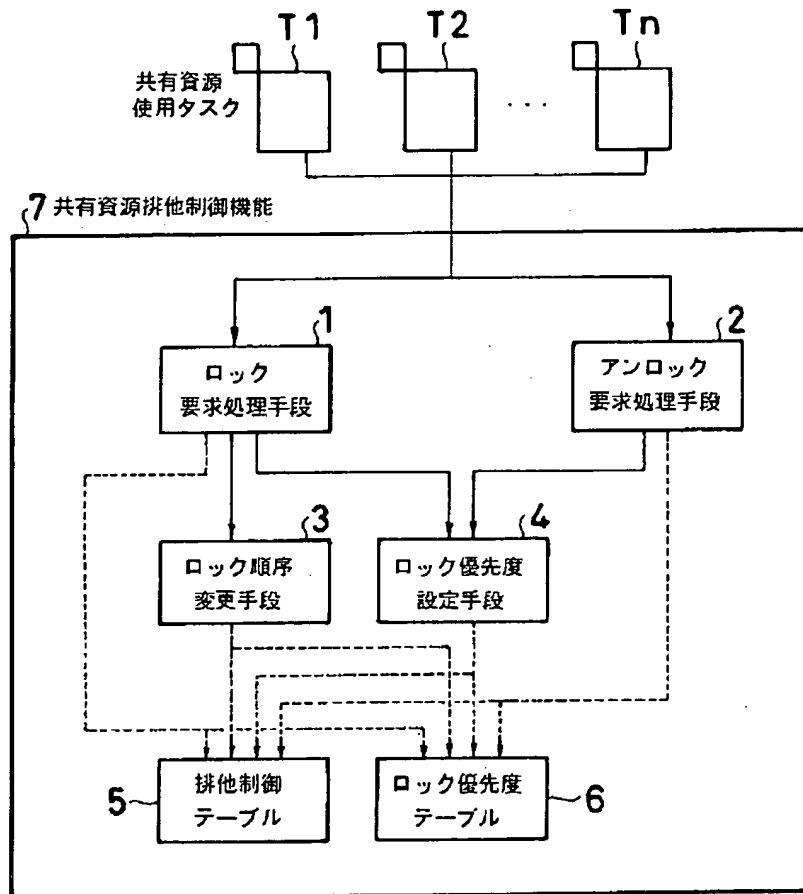 T1 T2 Tn
共有資源
使用タスク
...
7 共有資源排他制御機能
1 2
ロック アンロック
要求処理手段 要求処理手段
3 4
ロック順序 ロック優先度
変更手段 設定手段
排他制御 ロック優先度
5 テーブル テーブル 6